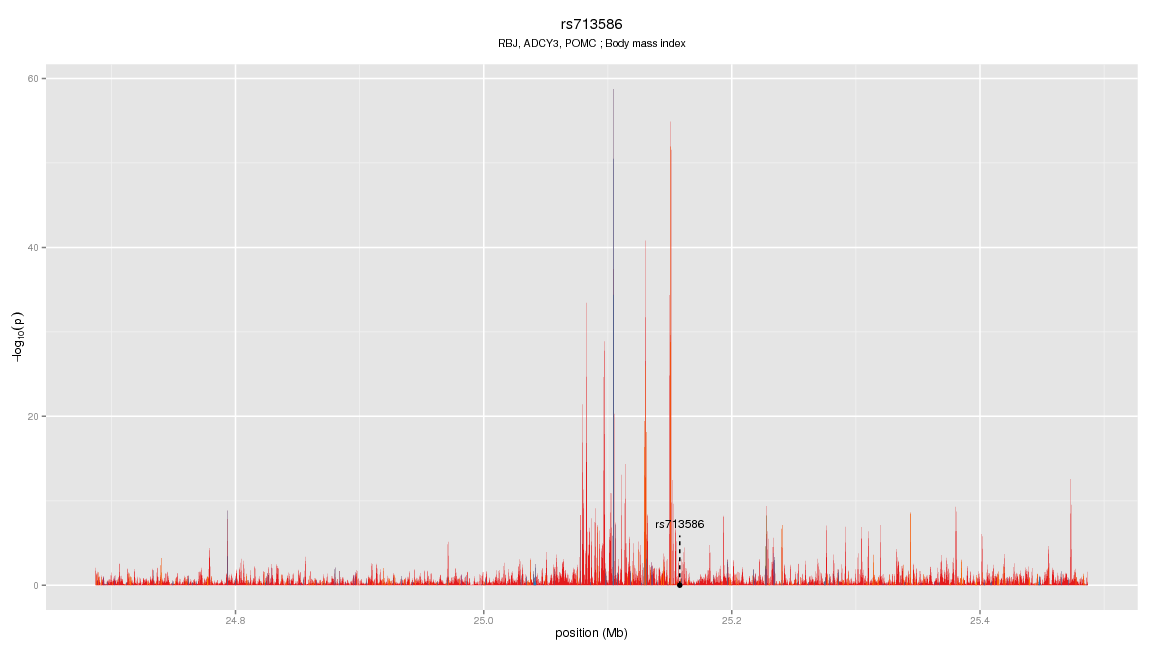 rs713586
RBJ, ADCY3, POMC ; Body mass index
−log10(p)
60
40
20
0
rs713586
24.8 25.0 25.2 25.4
position (Mb)